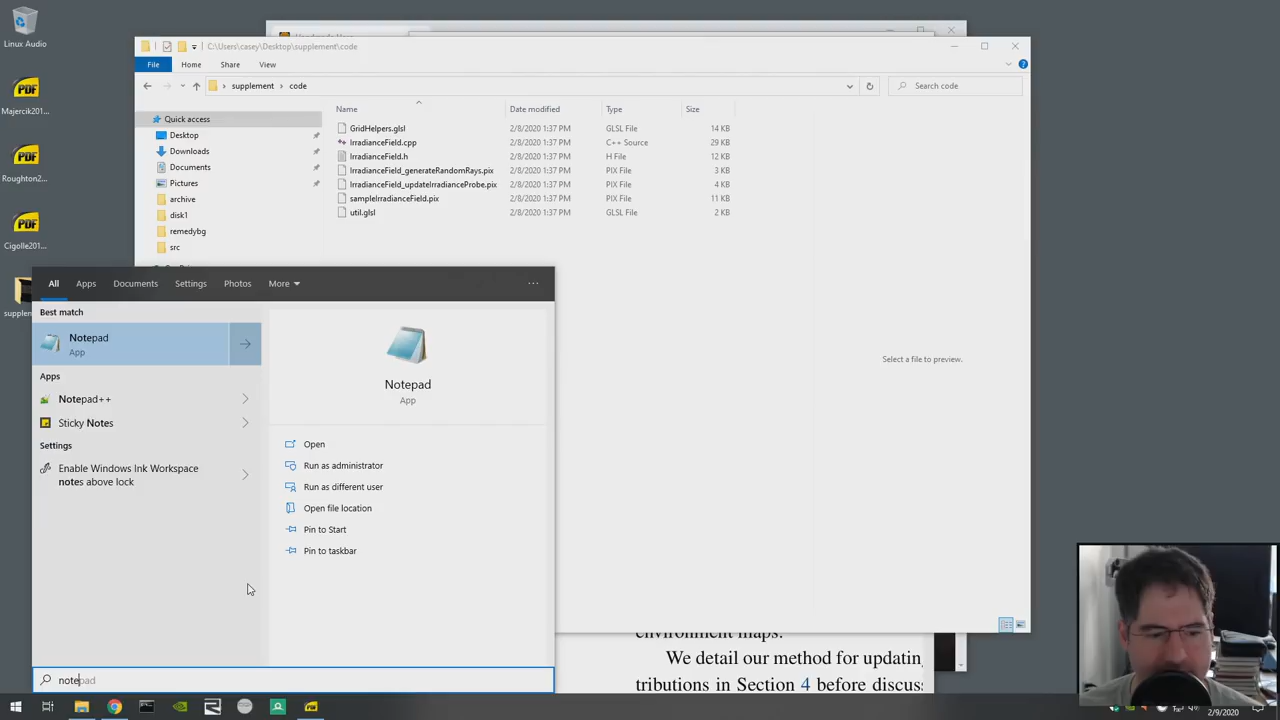 Linux Audio
PDF
Majercik201...
PDF
Roughton2...
PDF
Cigolle201...
supplem
C:\Users\casey\Desktop\supplement\code
File
Home
Share
View
supplement
code
Search code
Name
Date modified
Type
Size
Quick access
Desktop
Downloads
Documents
Pictures
archive
disk1
remedybg
src
GridHelpers.glsl 2/8/2020 1:37 PM GLSL File 14 KB
IrradianceField.cpp 2/8/2020 1:37 PM C++ Source 29 KB
IrradianceField.h 2/8/2020 1:37 PM H File 12 KB
IrradianceField_generateRandomRays.pix 2/8/2020 1:37 PM PIX File 3 KB
IrradianceField_updateIrradianceProbe.pix 2/8/2020 1:37 PM PIX File 4 KB
sampleIrradianceField.pix 2/8/2020 1:37 PM PIX File 11 KB
util.glsl 2/8/2020 1:37 PM GLSL File 2 KB
Select a file to preview.
All
Apps
Documents
Settings
Photos
More
Best match
Notepad
App
Apps
Notepad++
Sticky Notes
Settings
Enable Windows Ink Workspace
notes above lock
Notepad
App
Open
Run as administrator
Run as different user
Open file location
Pin to Start
Pin to taskbar
environment maps.
We detail our method for updatin
tributions in Section 4 before discus
notepad
2/9/2020